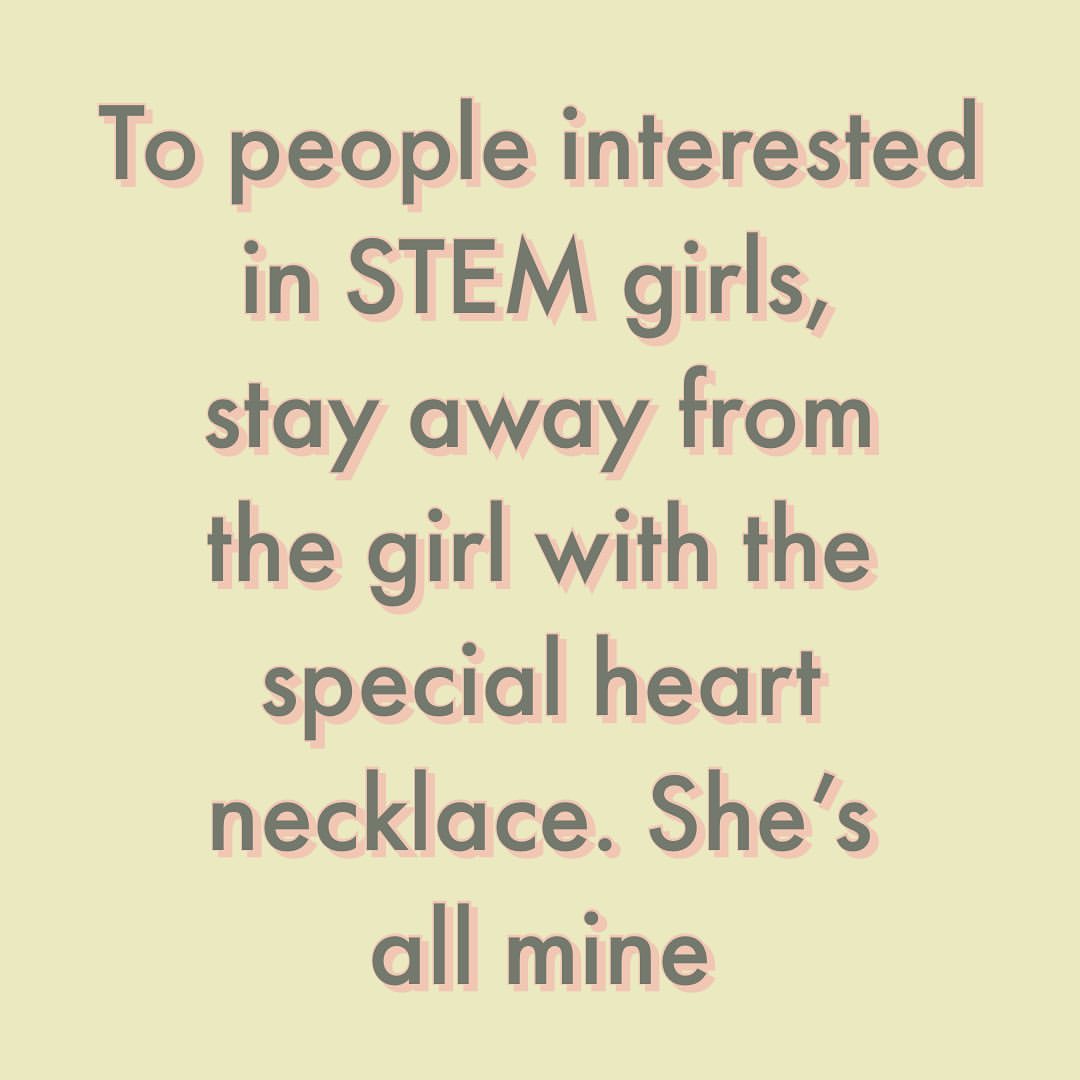 To people interested
in STEM girls,
stay away from
the girl with the
special heart
necklace. She’s
all mine